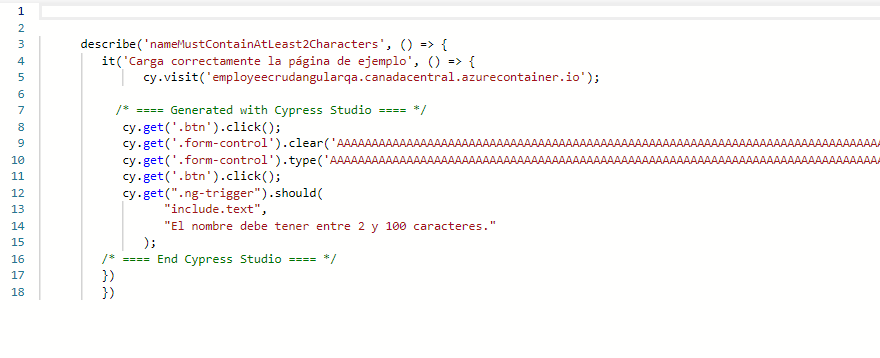 1
2
3 describe('nameMustContainAtLeast2Characters', () => {
4 it('Carga correctamente la página de ejemplo', () => {
5 cy.visit('employeecrudangularqa.canadacentral.azurecontainer.io');
6
7 /* ==== Generated with Cypress Studio ==== */
8 cy.get('.btn').click();
9 cy.get('.form-control').clear('AAAAAAAAAAAAAAAAAAAAAAAAAAAAAAAAAAAAAAAAAAAAAAAAAAAAAAAAAAAAAAAAAAAAAAAAAAAAAA
10 cy.get('.form-control').type('AAAAAAAAAAAAAAAAAAAAAAAAAAAAAAAAAAAAAAAAAAAAAAAAAAAAAAAAAAAAAAAAAAAAAAAAAAAAAAA
11 cy.get('.btn').click();
12 cy.get(".ng-trigger").should(
13 "include.text",
14 "El nombre debe tener entre 2 y 100 caracteres."
15 );
16 /* ==== End Cypress Studio ==== */
17 })
18 })